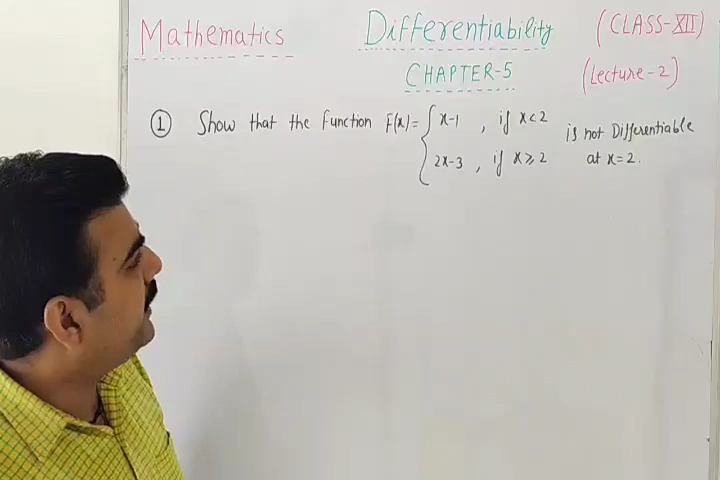 Mathematics Differentiability (CLASS-XII)
CHAPTER-5 (Lecture-2)
① Show that the function F(x)= { x-1 , if x<2 is not Differentiable
2x-3 , if x⩾2 at x=2.